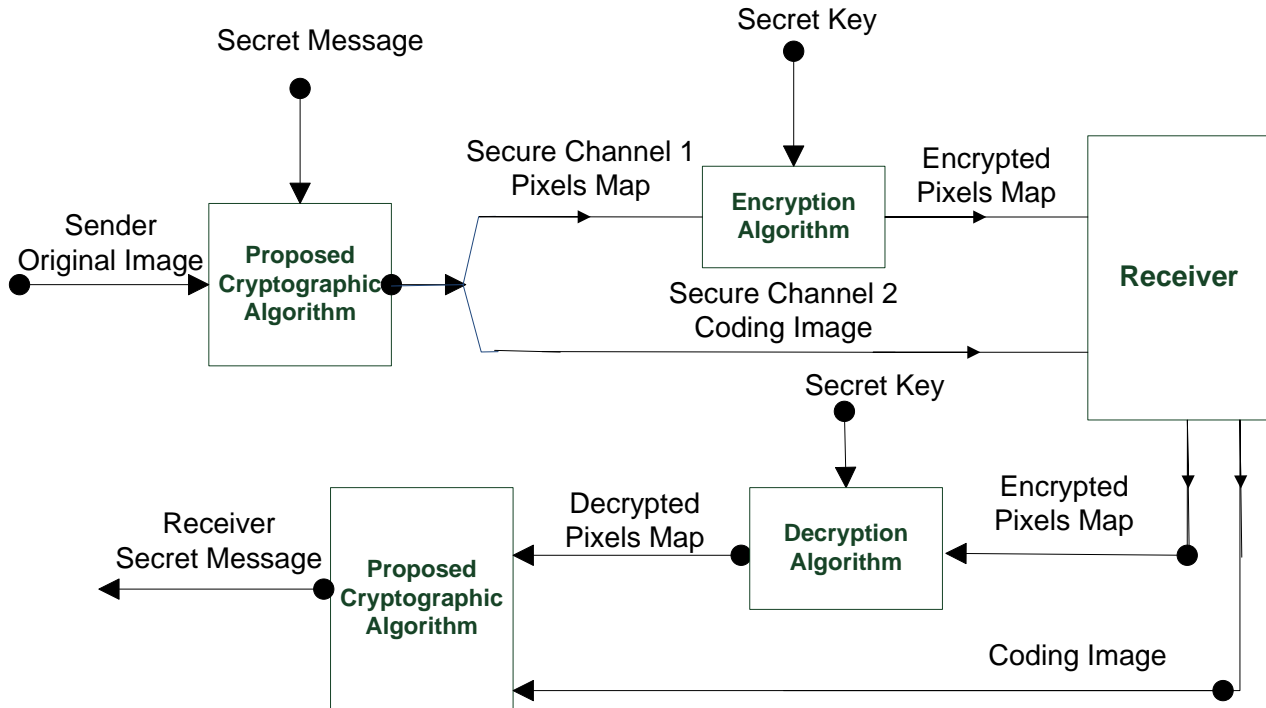 Secret Key
Secret Message
Secure Channel 1
Pixels Map
Encrypted
Pixels Map
Encryption
Algorithm
Sender
Original Image
Proposed
Cryptographic
Algorithm
Receiver
Secure Channel 2
Coding Image
Secret Key
Encrypted
Pixels Map
Decrypted
Pixels Map
Decryption
Algorithm
Receiver
Secret Message
Proposed
Cryptographic
Algorithm
Coding Image